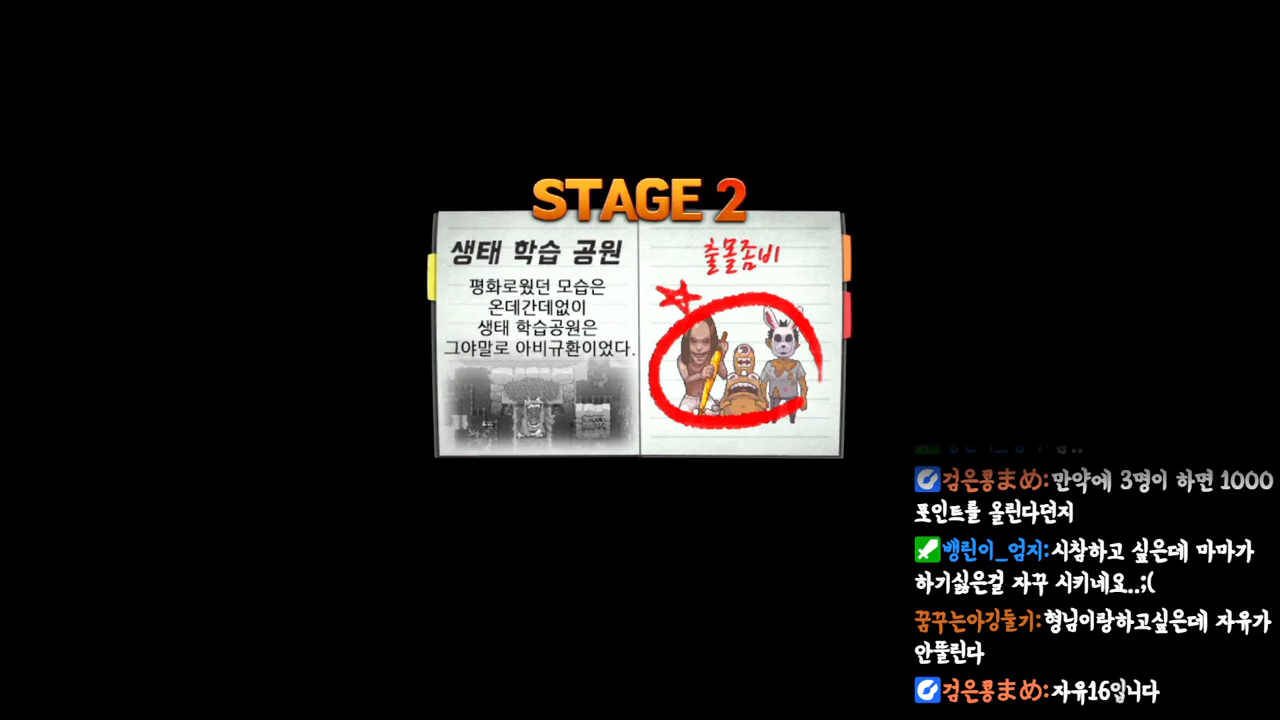 STAGE 2
생태 학습 공원
평화로웠던 모습은
온데간데없이
생태 학습공원은
그야말로 아비규환이었다.
출몰좀비
검은콩まめ:만약에 3명이 하면 1000
포인트를 올린다던지
뱅린이_엄지:시참하고 싶은데 마마가
하기싫은걸 자꾸 시키네요..;(
꿈꾸는아깅둘기:형님이랑하고싶은데 자유가
안뚤린다
검은콩まめ:자유16입니다